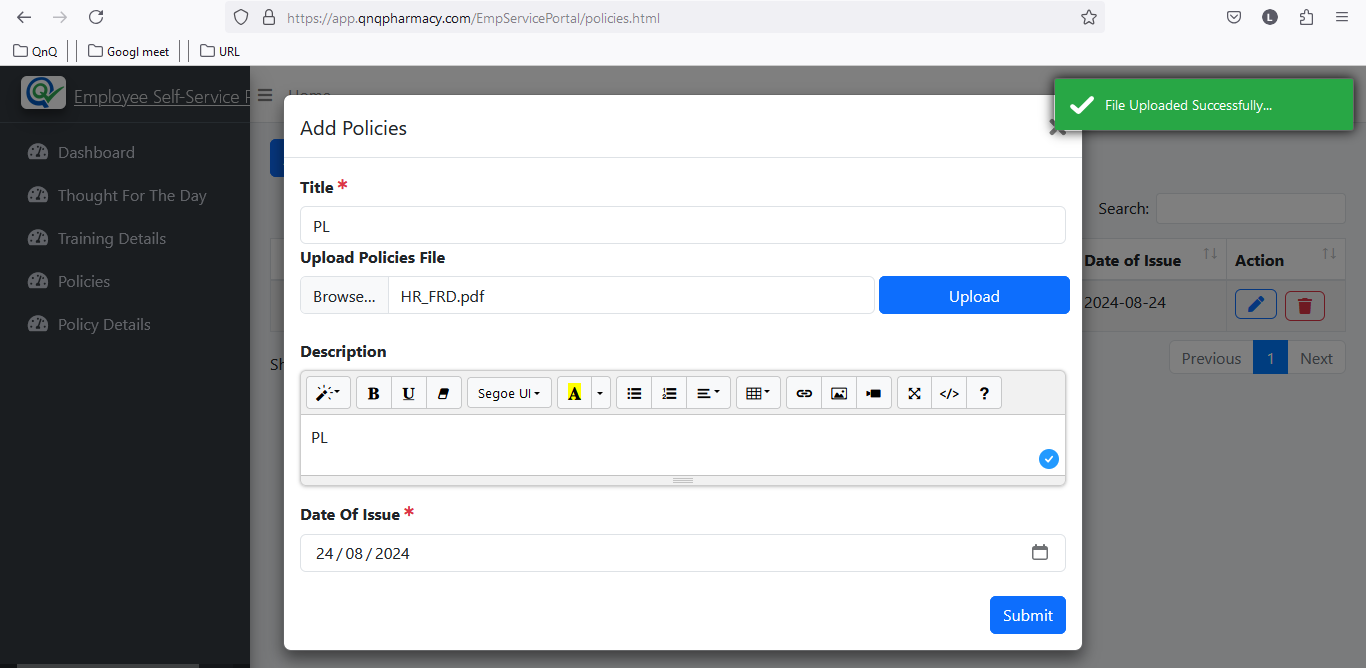 https://app.qnqpharmacy.com/EmpServicePortal/policies.html
L
QnQ
Googl meet
URL
Employee Self-Service P
Home
File Uploaded Successfully...
Dashboard
Thought For The Day
Training Details
Policies
Policy Details
Add Policies
Title *
PL
Upload Policies File
Browse... HR_FRD.pdf Upload
Description
B U Segoe UI A </> ?
PL
Date Of Issue *
24 / 08 / 2024
Submit
Search:
Date of Issue Action
2024-08-24
Sh
Previous 1 Next